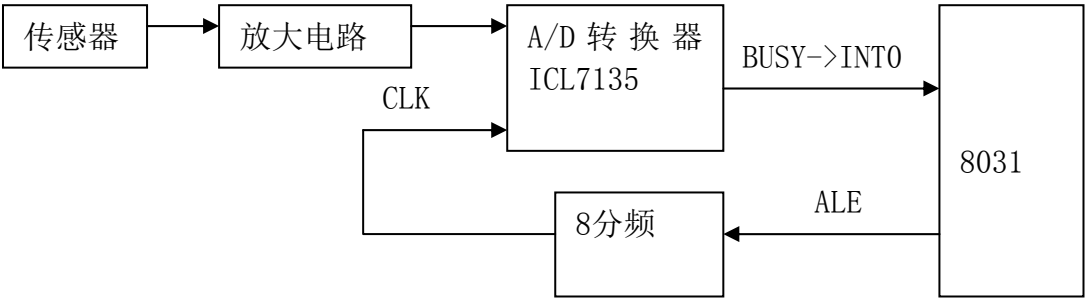 传感器
放大电路
A/D 转 换 器
ICL7135
BUSY->INT0
CLK
8031
8分频
ALE